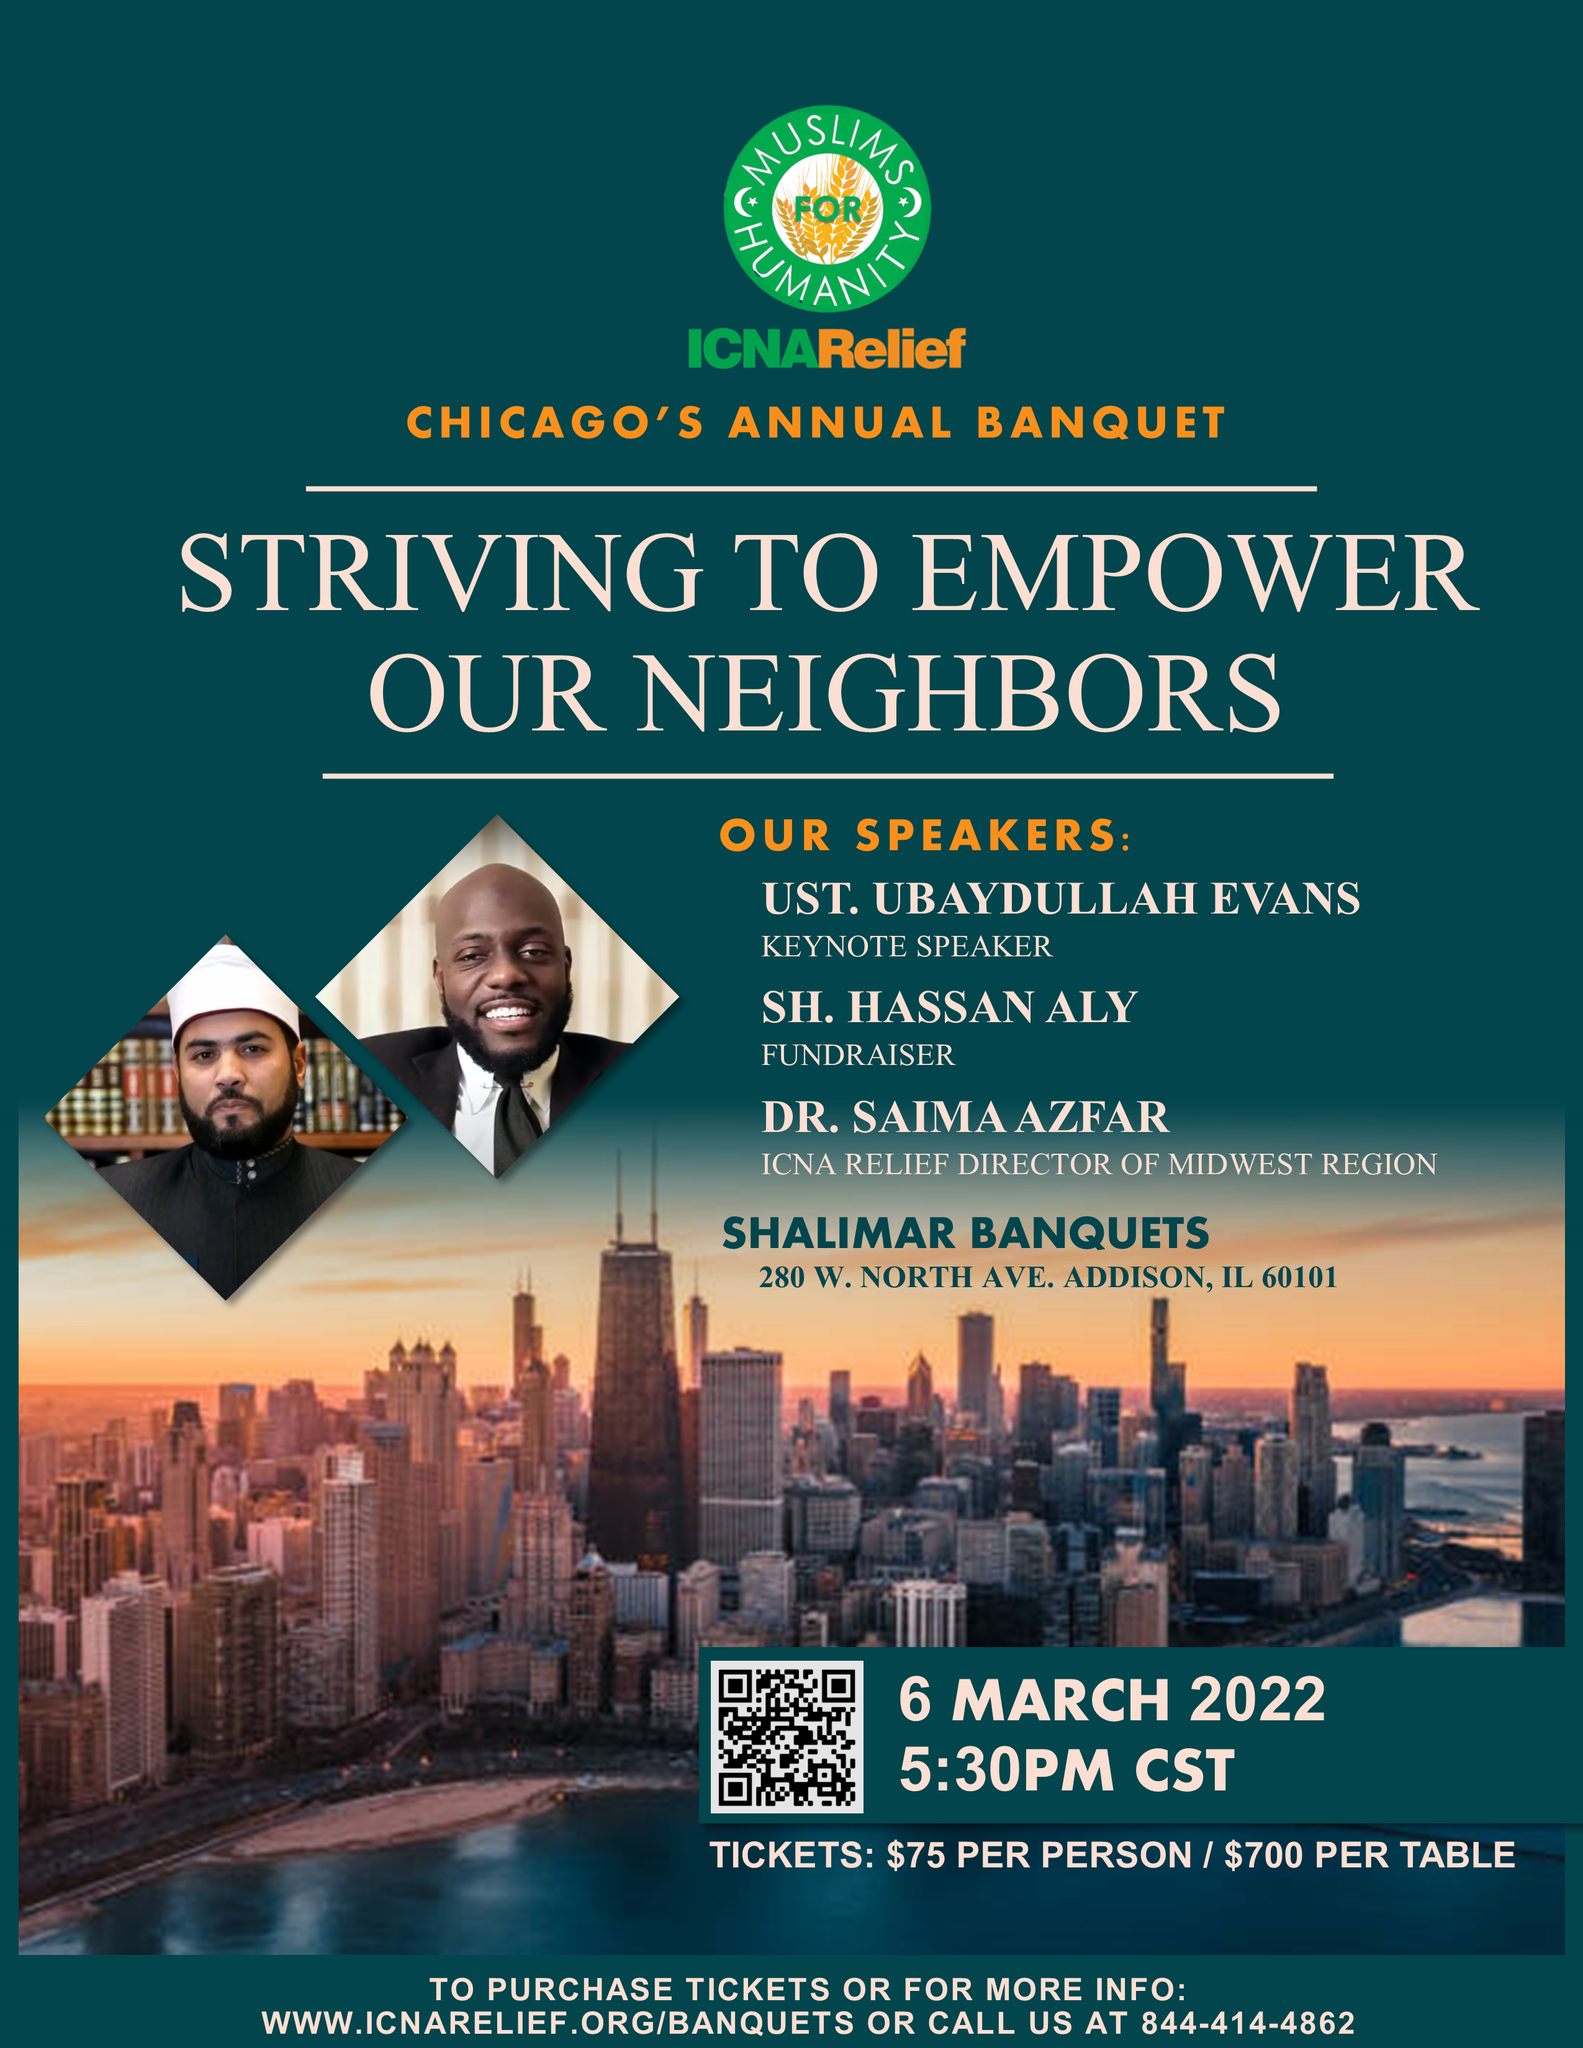 MUSLIMS
FOR
HUMANITY
ICNARelief
CHICAGO'S ANNUAL BANQUET
STRIVING TO EMPOWER
OUR NEIGHBORS
OUR SPEAKERS:
UST. UBAYDULLAH EVANS
KEYNOTE SPEAKER
SH. HASSAN ALY
FUNDRAISER
DR. SAIMA AZFAR
ICNA RELIEF DIRECTOR OF MIDWEST REGION
SHALIMAR BANQUETS
280 W. NORTH AVE. ADDISON, IL 60101
6 MARCH 2022
5:30PM CST
TICKETS: $75 PER PERSON / $700 PER TABLE
TO PURCHASE TICKETS OR FOR MORE INFO:
WWW.ICNARELIEF.ORG/BANQUETS OR CALL US AT 844-414-4862